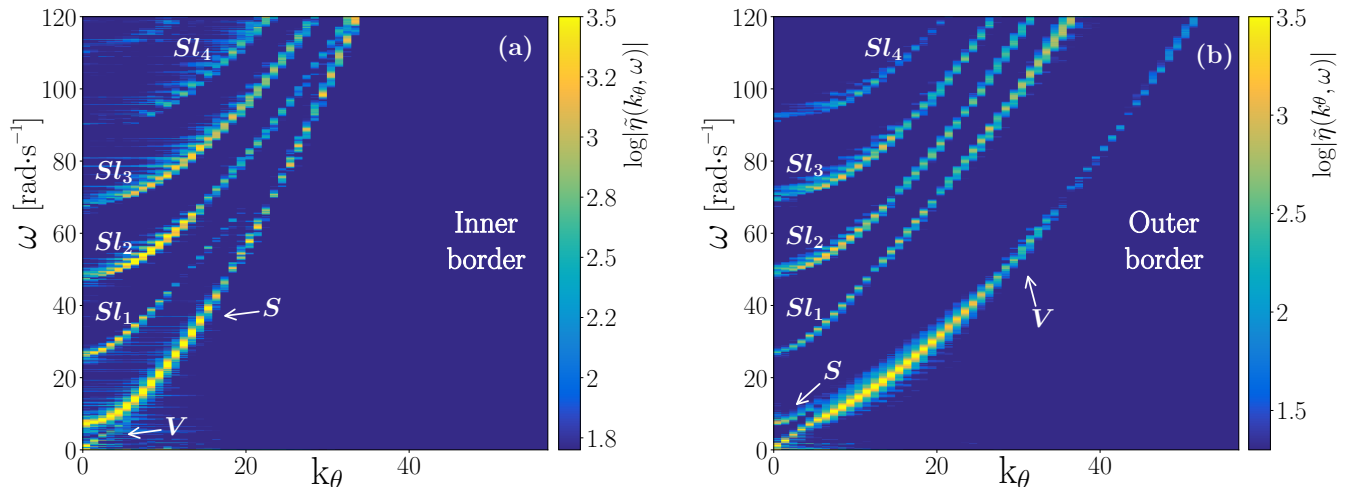 (a)
Sl₄
Sl₃
Sl₂
Sl₁
S
V
Inner
border
0
20
40
60
80
100
120
ω [rad·s⁻¹]
0
20
40
k_θ
3.5
3.2
3
2.8
2.5
2.2
2
1.8
log|η̃(k_θ, ω)|
(b)
Sl₄
Sl₃
Sl₂
Sl₁
S
V
Outer
border
0
20
40
60
80
100
120
ω [rad·s⁻¹]
0
20
40
k_θ
3.5
3
2.5
2
1.5
log|η̃(k^θ, ω)|